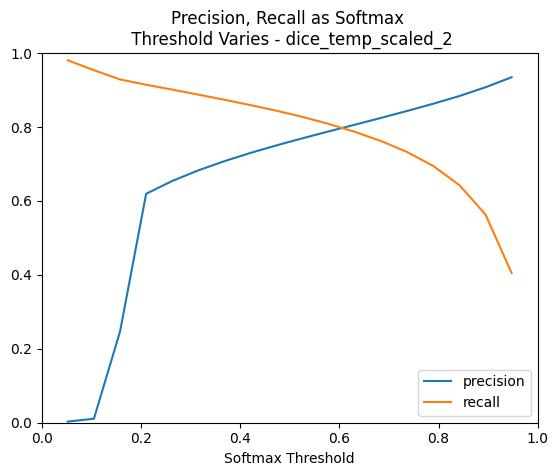 Precision, Recall as Softmax
Threshold Varies - dice_temp_scaled_2
1.0
0.8
0.6
0.4
0.2
0.0
precision
recall
0.0 0.2 0.4 0.6 0.8 1.0
Softmax Threshold